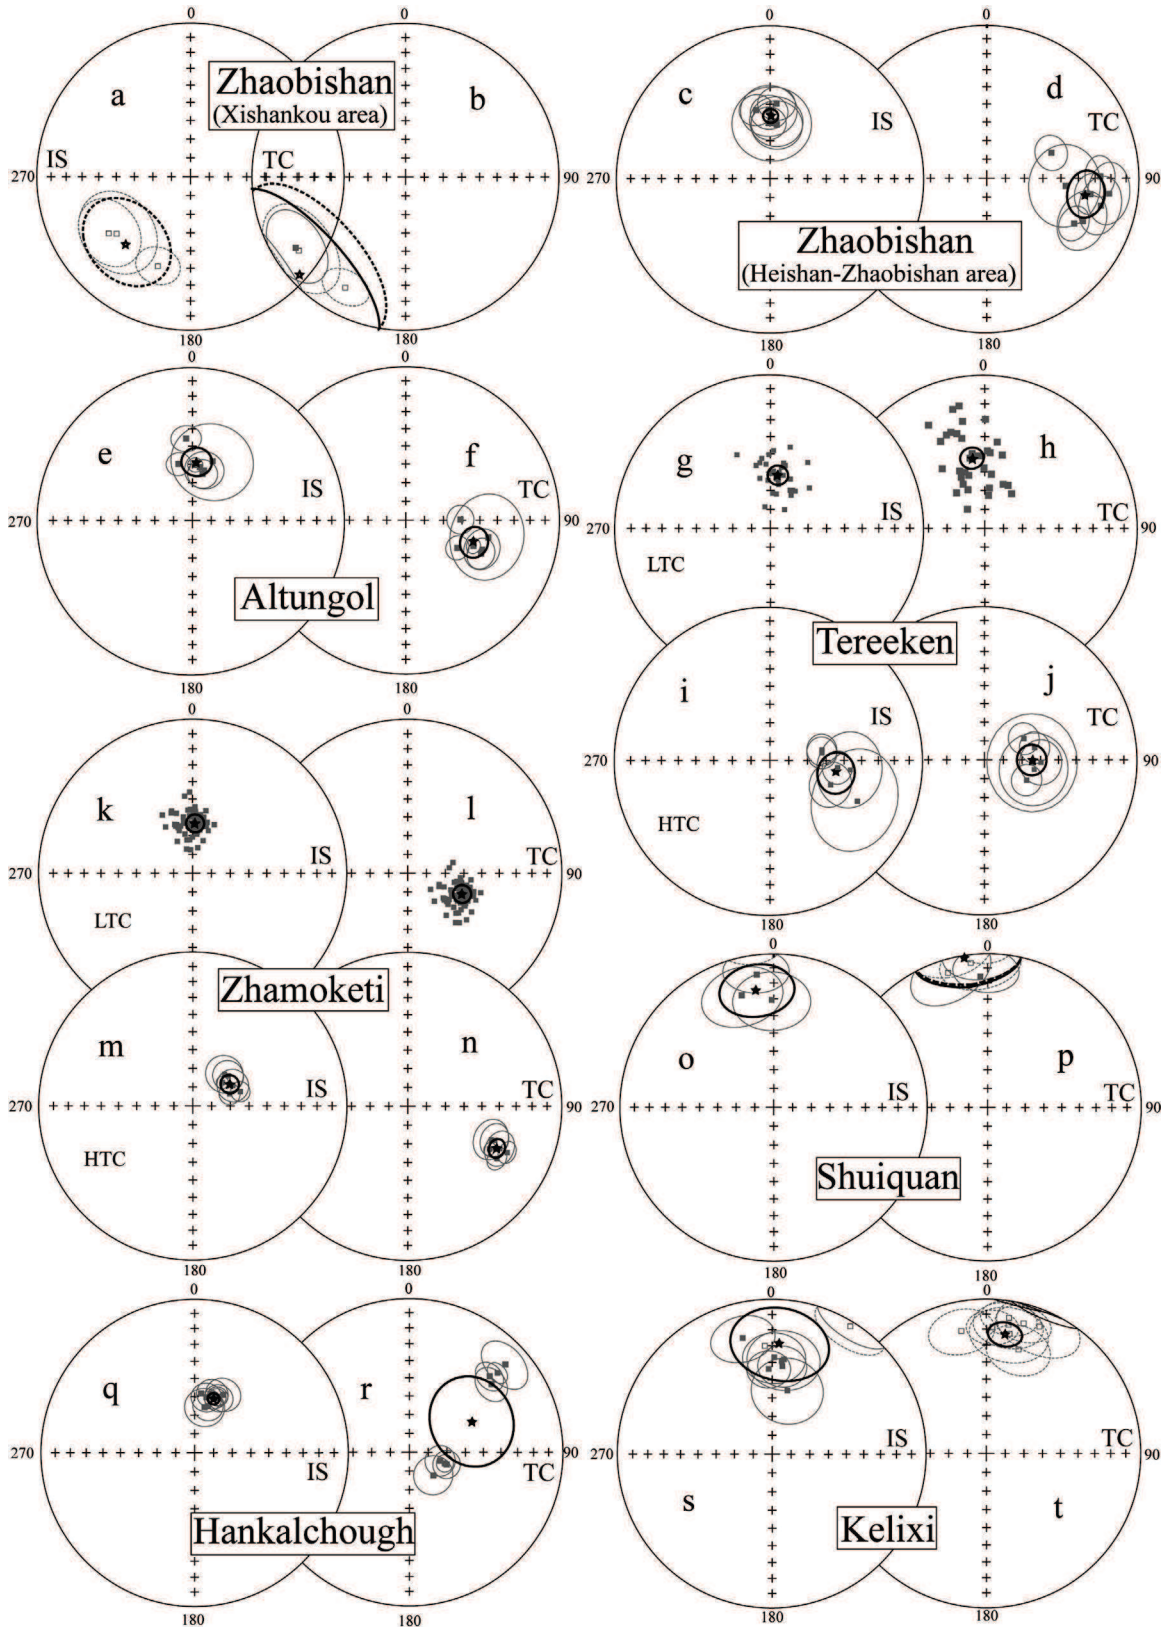 0
0
a
Zhaobishan
(Xishankou area)
b
IS
TC
270
90
180
180
0
0
c
d
IS
TC
270
90
Zhaobishan
(Heishan-Zhaobishan area)
180
180
0
0
e
f
IS
TC
270
90
Altungol
180
180
0
0
g
h
IS
TC
270
90
LTC
Tereeken
i
j
IS
TC
270
90
HTC
180
180
0
0
k
l
IS
TC
270
90
LTC
Zhamoketi
m
n
IS
TC
270
90
HTC
180
180
0
0
o
p
IS
TC
270
90
Shuiquan
180
180
0
0
q
r
270
90
IS
TC
Hankalchough
180
180
0
0
IS
TC
270
90
s
t
Kelixi
180
180